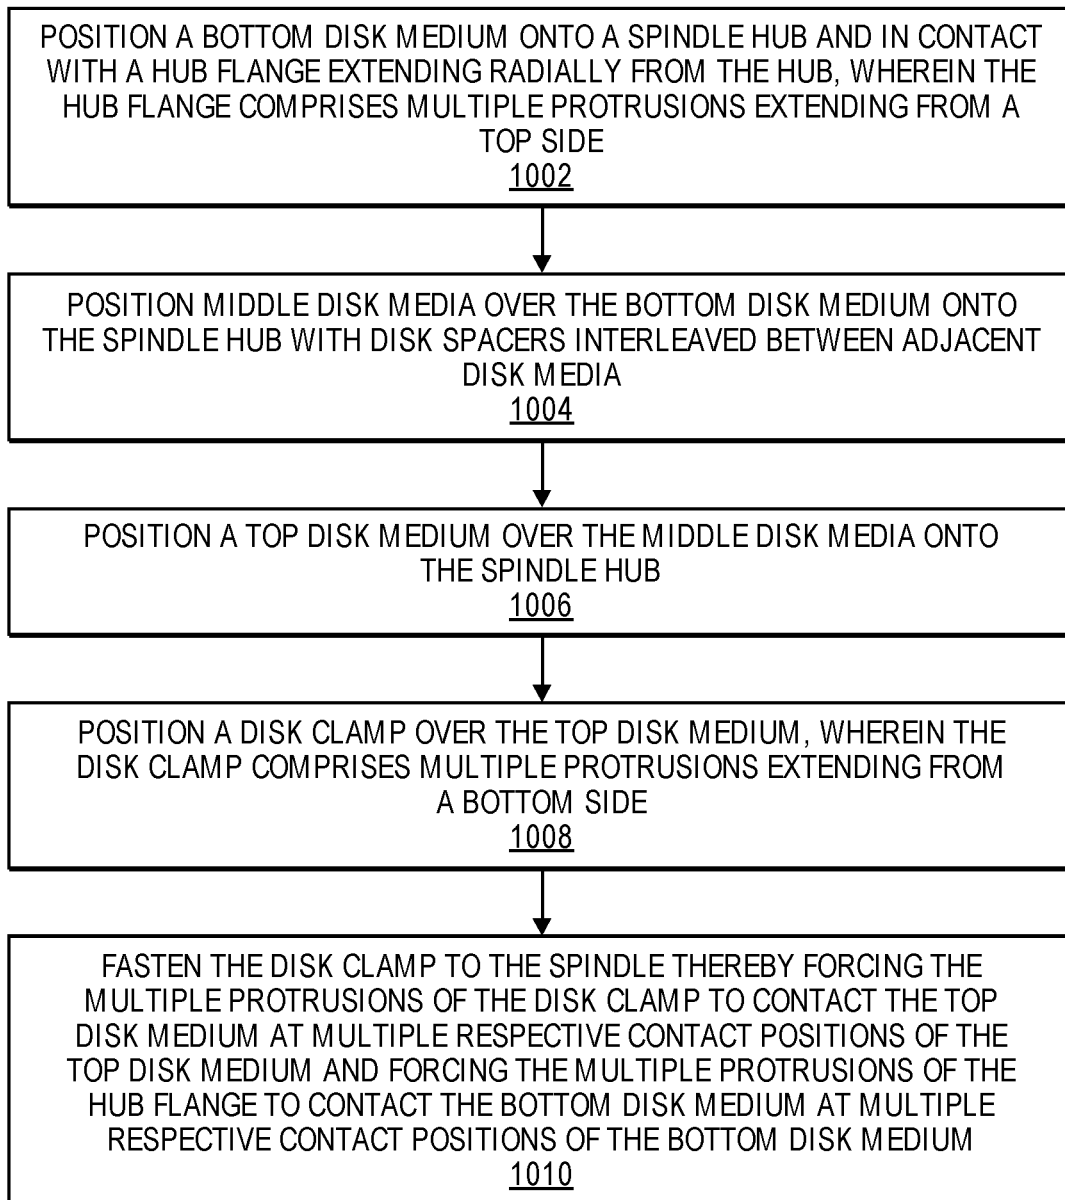 POSITION A BOTTOM DISK MEDIUM ONTO A SPINDLE HUB AND IN CONTACT
WITH A HUB FLANGE EXTENDING RADIALLY FROM THE HUB, WHEREIN THE
HUB FLANGE COMPRISES MULTIPLE PROTRUSIONS EXTENDING FROM A
TOP SIDE
1002
POSITION MIDDLE DISK MEDIA OVER THE BOTTOM DISK MEDIUM ONTO
THE SPINDLE HUB WITH DISK SPACERS INTERLEAVED BETWEEN ADJACENT
DISK MEDIA
1004
POSITION A TOP DISK MEDIUM OVER THE MIDDLE DISK MEDIA ONTO
THE SPINDLE HUB
1006
POSITION A DISK CLAMP OVER THE TOP DISK MEDIUM, WHEREIN THE
DISK CLAMP COMPRISES MULTIPLE PROTRUSIONS EXTENDING FROM
A BOTTOM SIDE
1008
FASTEN THE DISK CLAMP TO THE SPINDLE THEREBY FORCING THE
MULTIPLE PROTRUSIONS OF THE DISK CLAMP TO CONTACT THE TOP
DISK MEDIUM AT MULTIPLE RESPECTIVE CONTACT POSITIONS OF THE
TOP DISK MEDIUM AND FORCING THE MULTIPLE PROTRUSIONS OF THE
HUB FLANGE TO CONTACT THE BOTTOM DISK MEDIUM AT MULTIPLE
RESPECTIVE CONTACT POSITIONS OF THE BOTTOM DISK MEDIUM
1010